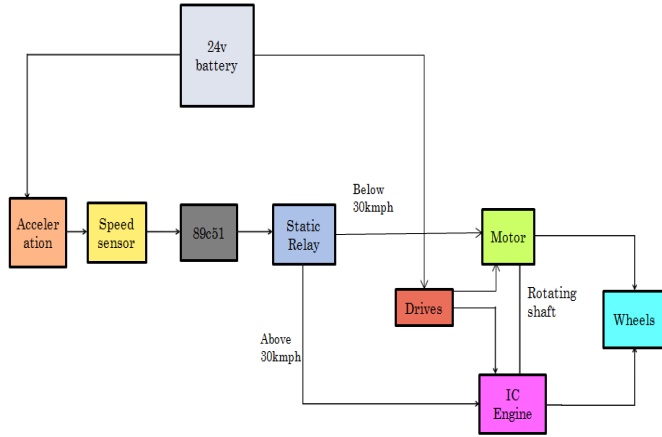 24v
battery
Acceler
ation
Speed
sensor
89c51
Static
Relay
Below
30kmph
Motor
Drives
Rotating
shaft
Wheels
Above
30kmph
IC
Engine